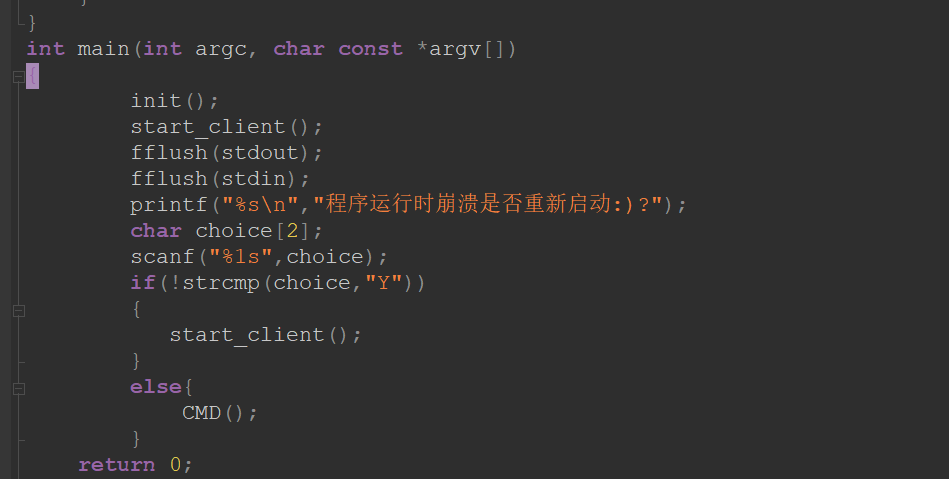 }
}
int main(int argc, char const *argv[])
{
init();
start_client();
fflush(stdout);
fflush(stdin);
printf("%s\n","程序运行时崩溃是否重新启动:)?");
char choice[2];
scanf("%1s",choice);
if(!strcmp(choice,"Y"))
{
start_client();
}
else{
CMD();
}
return 0;